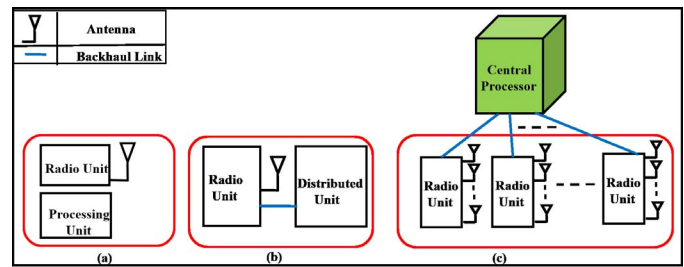 Antenna
Backhaul Link
Central
Processor
Radio Unit
Processing
Unit
(a)
Radio
Unit
Distributed
Unit
(b)
Radio
Unit
Radio
Unit
Radio
Unit
(c)